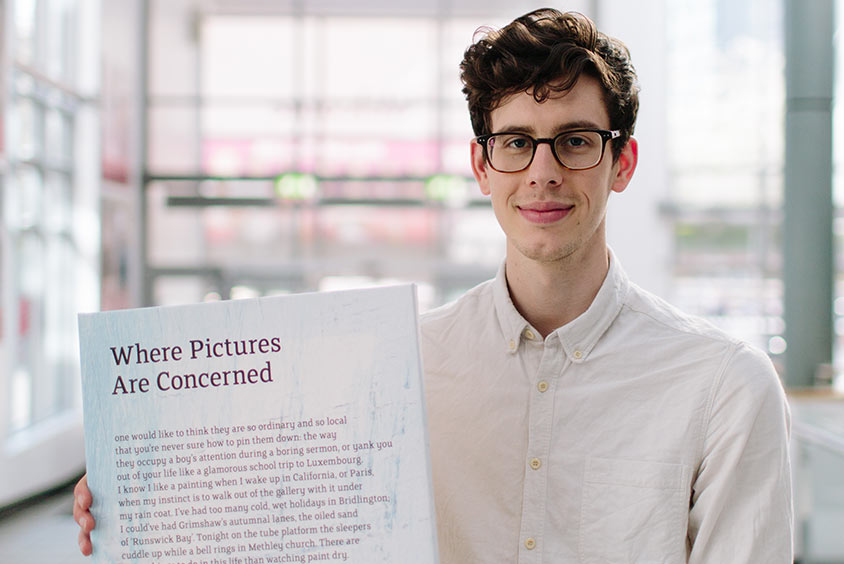 Where Pictures
Are Concerned
one would like to think they are so ordinary and so local
that you're never sure how to pin them down: the way
they occupy a boy's attention during a boring sermon, or yank you
out of your life like a glamorous school trip to Luxembourg.
I know I like a painting when I wake up in California, or Paris,
when my instinct is to walk out of the gallery with it under
my rain coat. I've had too many cold, wet holidays in Bridlington;
I could've had Grimshaw's autumnal lanes, the oiled sand
of 'Runswick Bay'. Tonight on the tube platform the sleepers
cuddle up while a bell rings in Methley church. There are
to do in this life than watching paint dry.